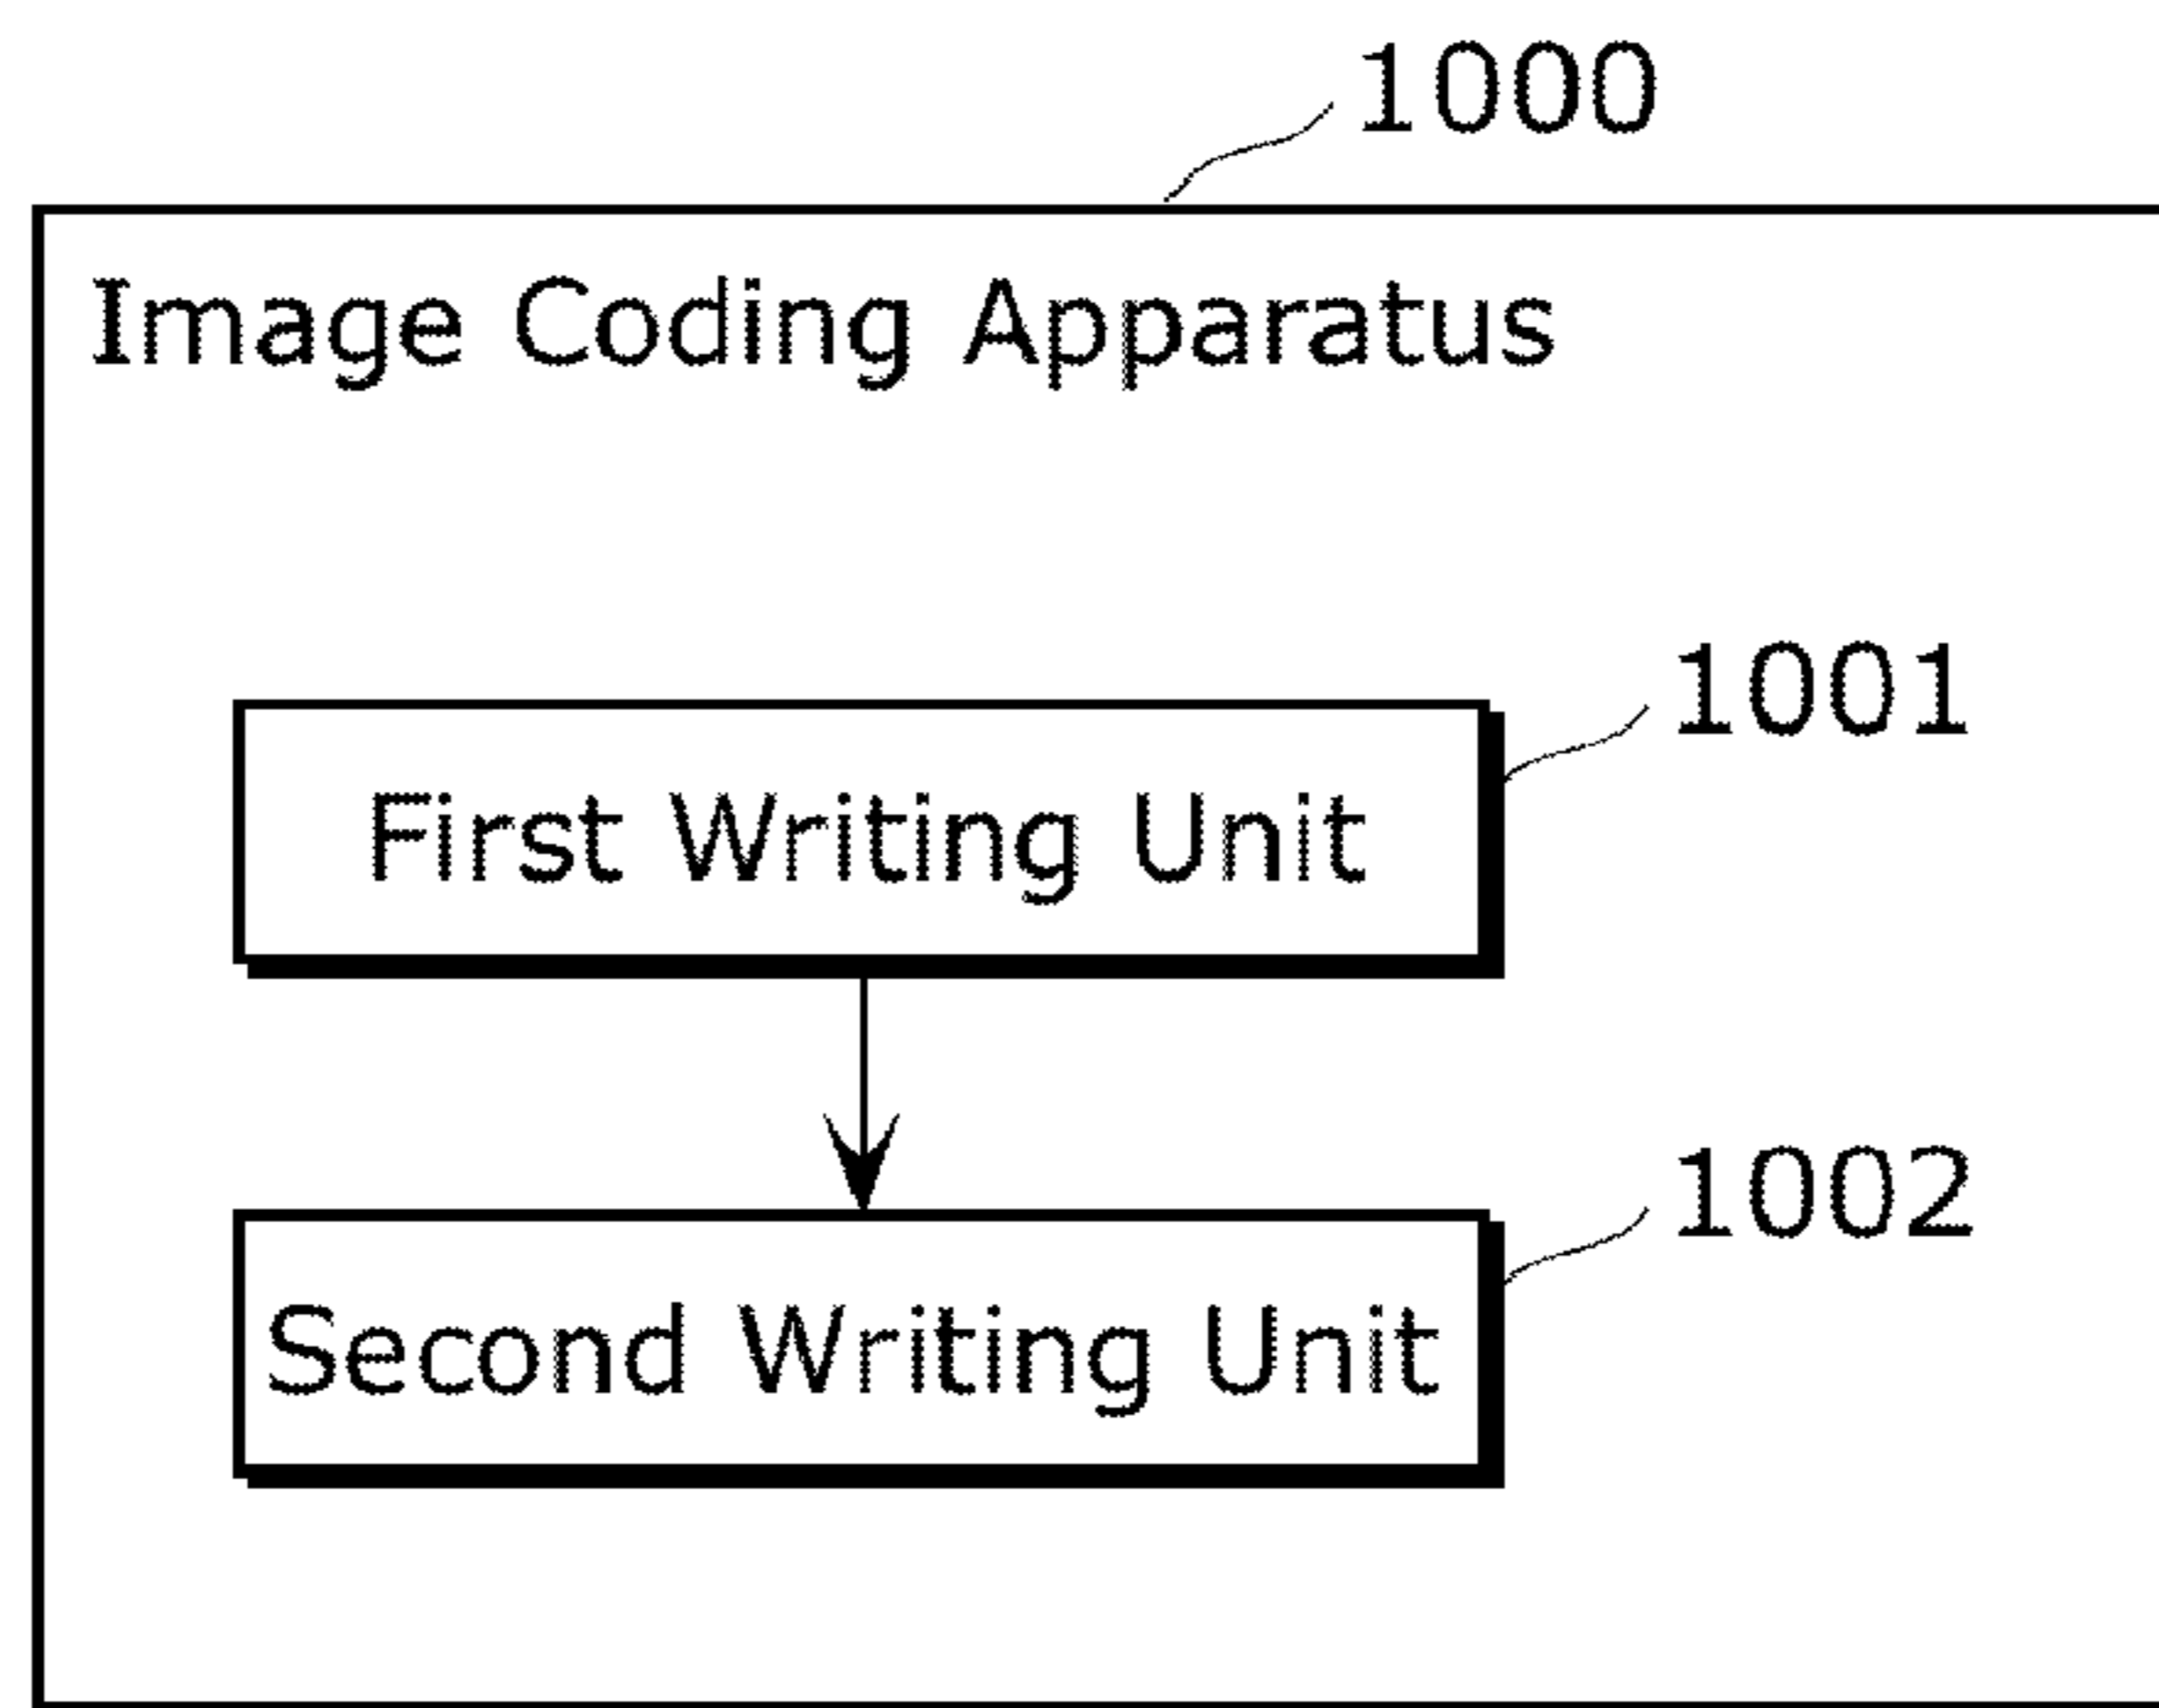 1000
Image Coding Apparatus
1001
First Writing Unit
1002
Second Writing Unit